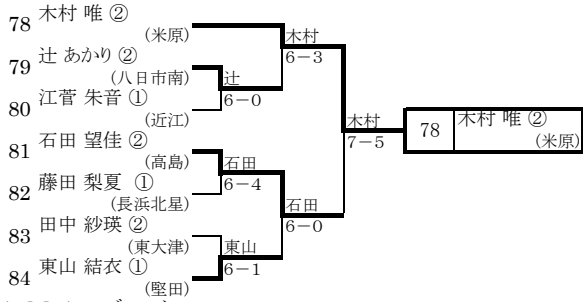 78 木村 唯 ②
(米原)
木村
6-3
79 辻 あかり ②
(八日市南)
辻
6-0
80 江菅 朱音 ①
(近江)
木村
7-5
78 木村 唯 ②
(米原)
81 石田 望佳 ②
(高島)
石田
6-4
82 藤田 梨夏 ①
(長浜北星)
石田
6-0
83 田中 紗瑛 ②
(東大津)
東山
6-1
84 東山 結衣 ①
(堅田)